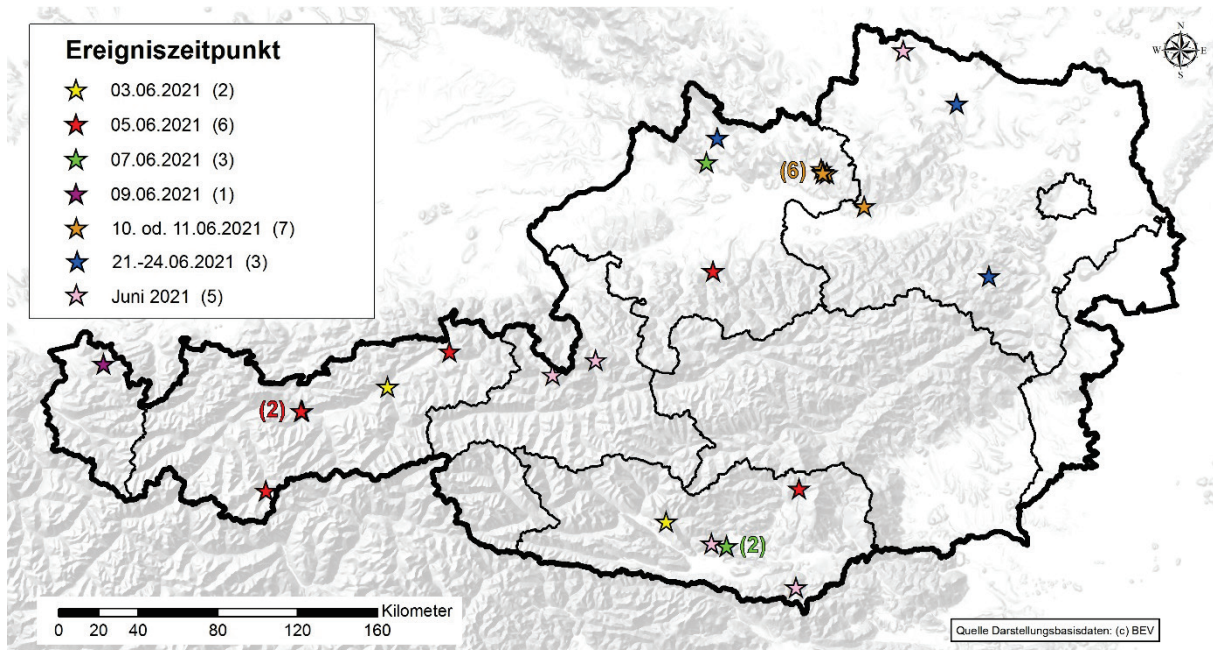 Ereigniszeitpunkt
03.06.2021 (2)
05.06.2021 (6)
07.06.2021 (3)
09.06.2021 (1)
10. od. 11.06.2021 (7)
21.-24.06.2021 (3)
Juni 2021 (5)
N
W E
S
(6)
(2)
(2)
Kilometer
0 20 40 80 120 160
Quelle Darstellungsbasisdaten: (c) BEV